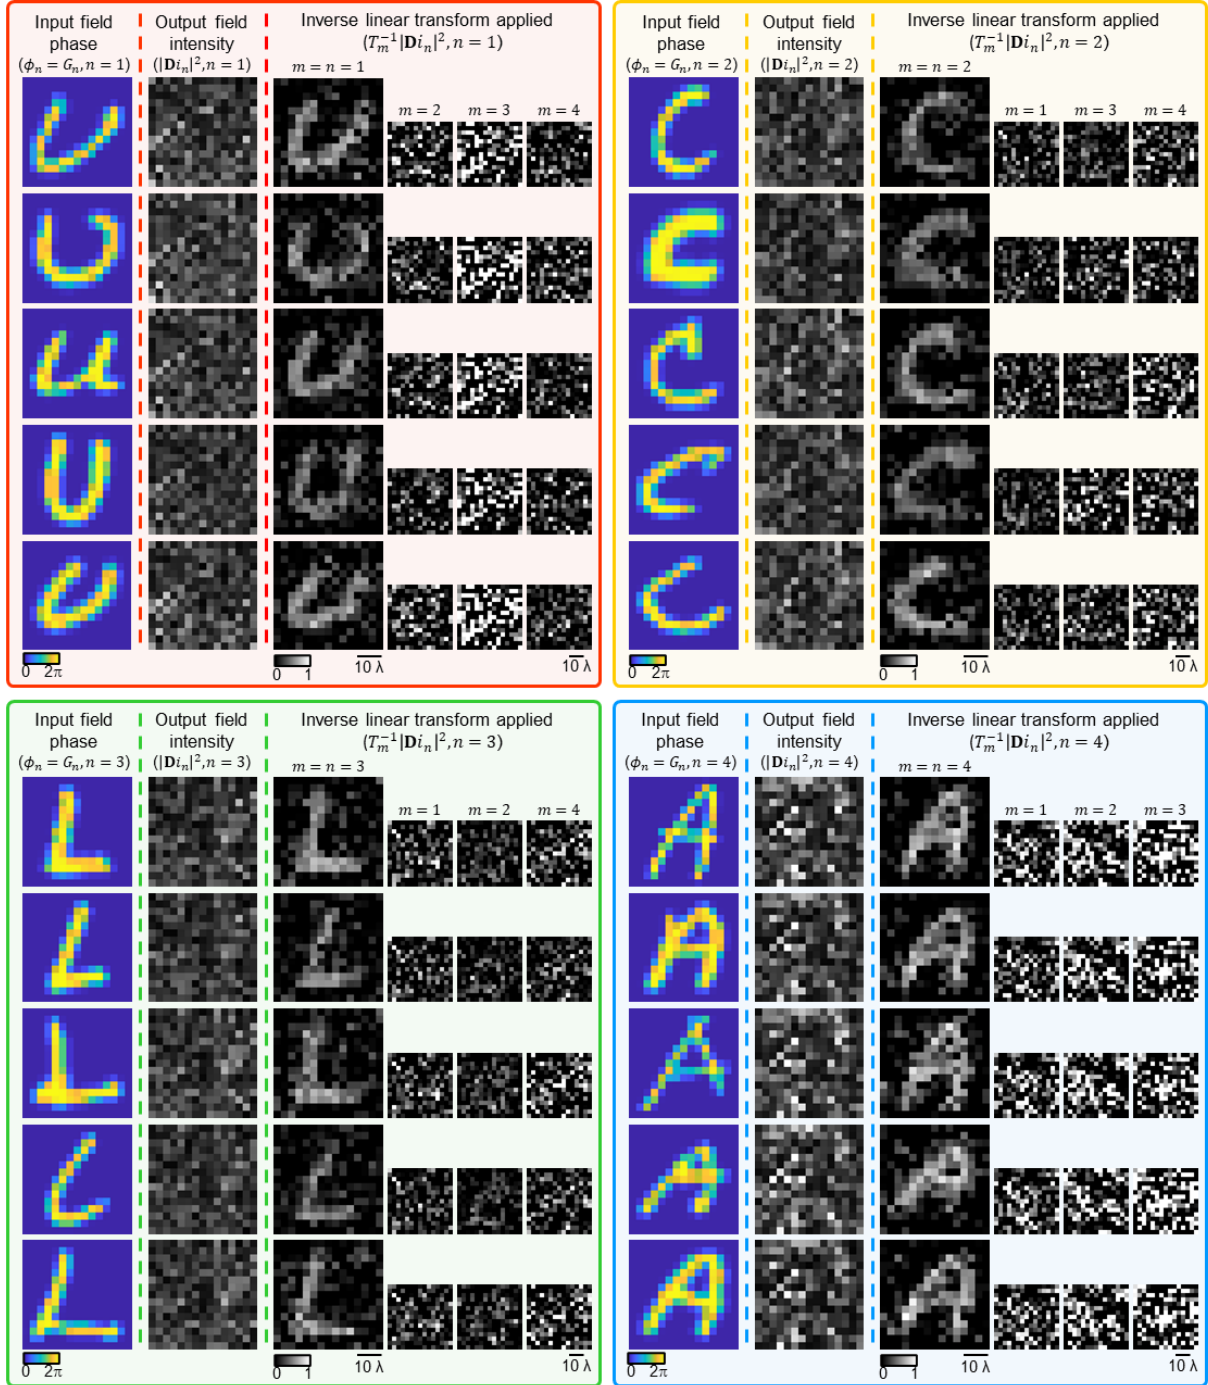 Input field phase
(ϕₙ = Gₙ, n = 1)
Output field intensity
(|Diₙ|², n = 1)
Inverse linear transform applied
(Tₘ⁻¹|Diₙ|², n = 1)
m = n = 1
m = 2
m = 3
m = 4
U
U
u
U
U
0 2π
0 1
10 λ
10 λ
Input field phase
(ϕₙ = Gₙ, n = 2)
Output field intensity
(|Diₙ|², n = 2)
Inverse linear transform applied
(Tₘ⁻¹|Diₙ|², n = 2)
m = n = 2
m = 1
m = 3
m = 4
C
C
C
C
C
0 2π
0 1
10 λ
10 λ
Input field phase
(ϕₙ = Gₙ, n = 3)
Output field intensity
(|Diₙ|², n = 3)
Inverse linear transform applied
(Tₘ⁻¹|Diₙ|², n = 3)
m = n = 3
m = 1
m = 2
m = 4
L
L
L
L
L
0 2π
0 1
10 λ
10 λ
Input field phase
(ϕₙ = Gₙ, n = 4)
Output field intensity
(|Diₙ|², n = 4)
Inverse linear transform applied
(Tₘ⁻¹|Diₙ|², n = 4)
m = n = 4
m = 1
m = 2
m = 3
A
A
A
A
A
0 2π
0 1
10 λ
10 λ